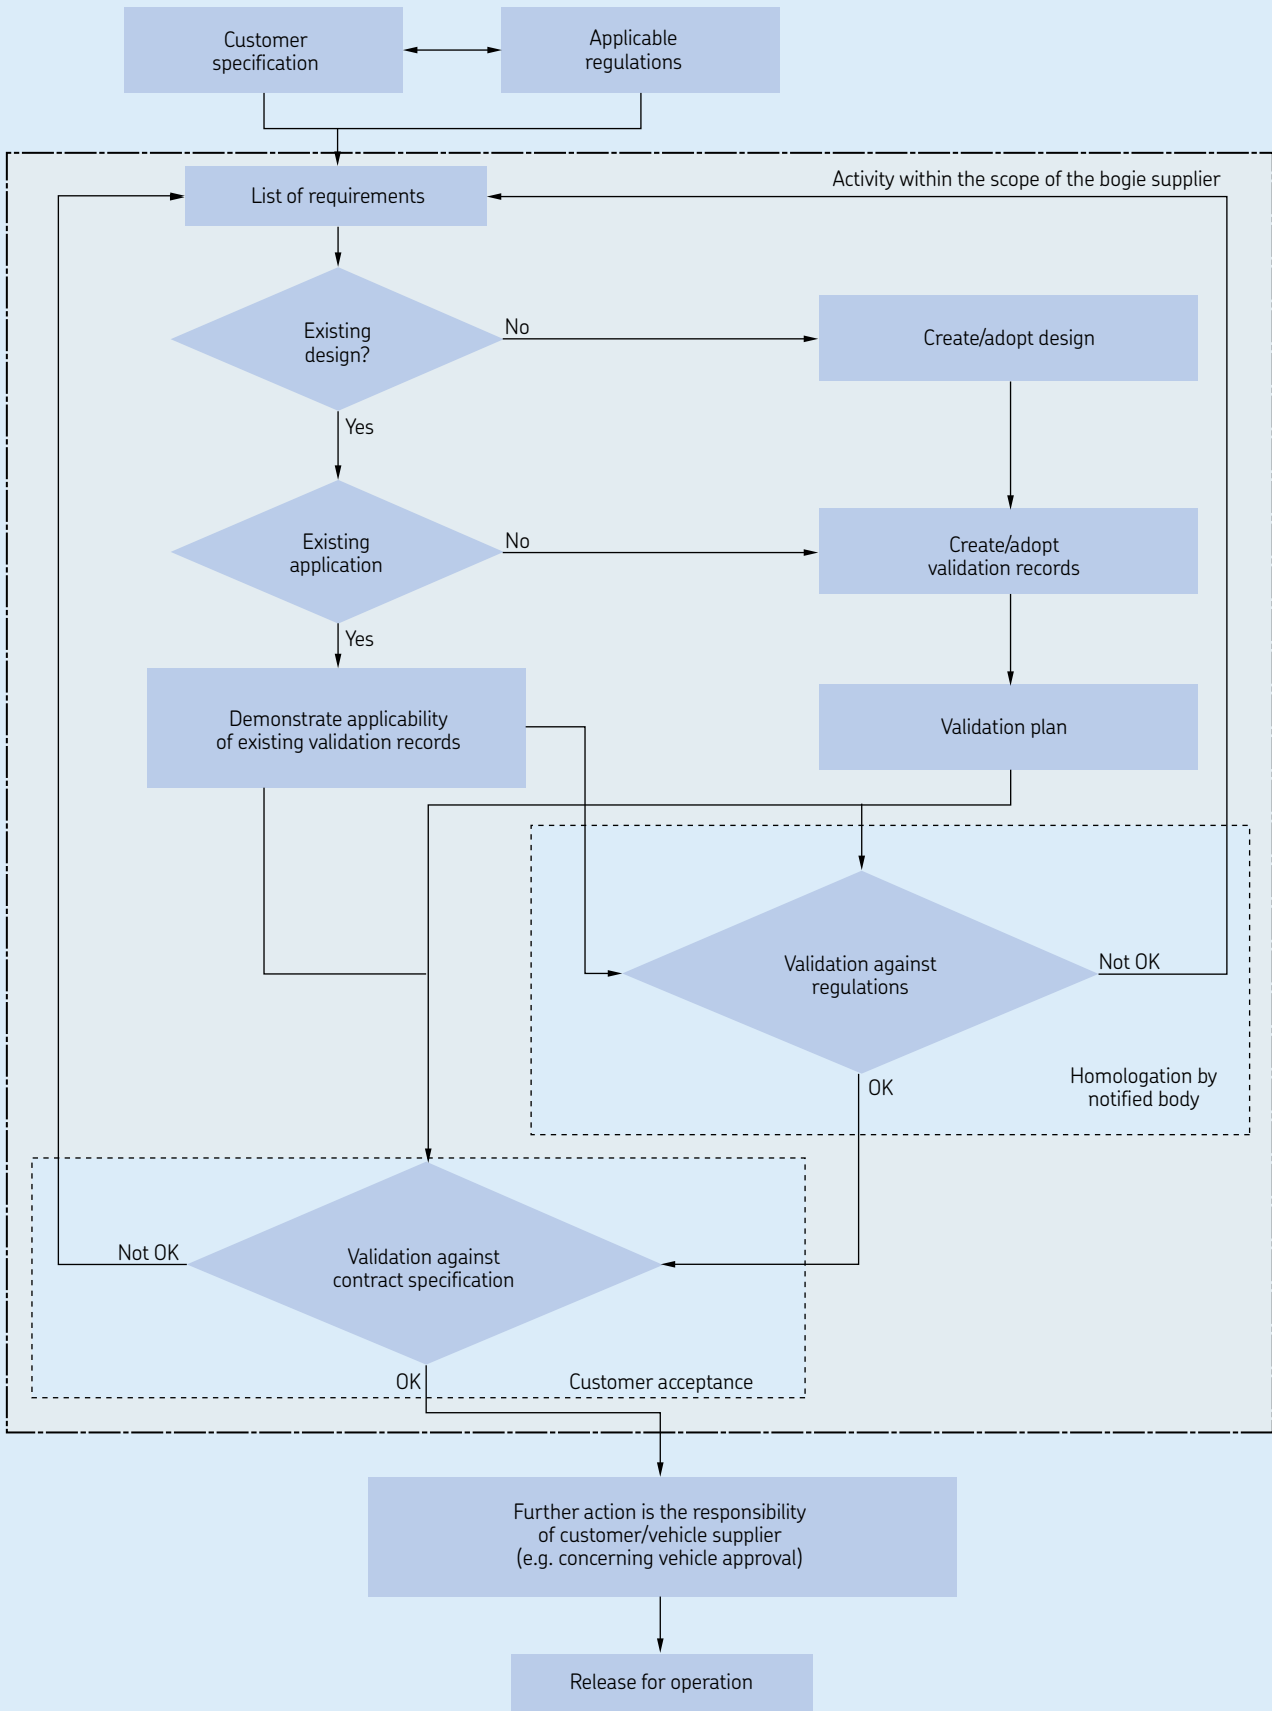 Customer
specification
Applicable
regulations
Activity within the scope of the bogie supplier
List of requirements
Existing
design?
No
Create/adopt design
Yes
Existing
application
No
Create/adopt
validation records
Yes
Demonstrate applicability
of existing validation records
Validation plan
Validation against
regulations
Not OK
OK
Homologation by
notified body
Not OK
Validation against
contract specification
OK
Customer acceptance
Further action is the responsibility
of customer/vehicle supplier
(e.g. concerning vehicle approval)
Release for operation